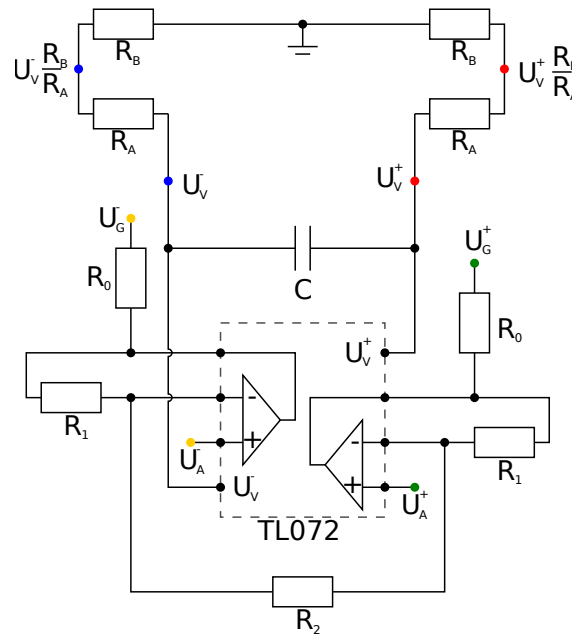 R_B
R_B
U_V^- R_B/R_A
U_V^+ R
R_A
R_A
U_V^-
U_V^+
U_G^-
U_G^+
R_0
C
R_0
U_V^+
-
-
R_1
+
R_1
U_A^-
U_V^-
+
U_A^+
TL072
R_2